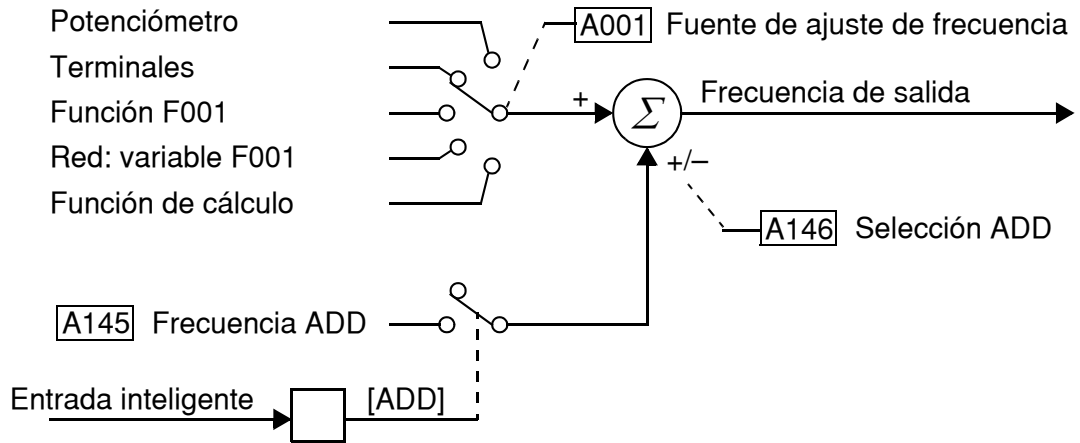 Potenciómetro
A001 Fuente de ajuste de frecuencia
Terminales
Función F001
+
Σ
Frecuencia de salida
Red: variable F001
+/–
Función de cálculo
A146 Selección ADD
A145 Frecuencia ADD
Entrada inteligente
[ADD]